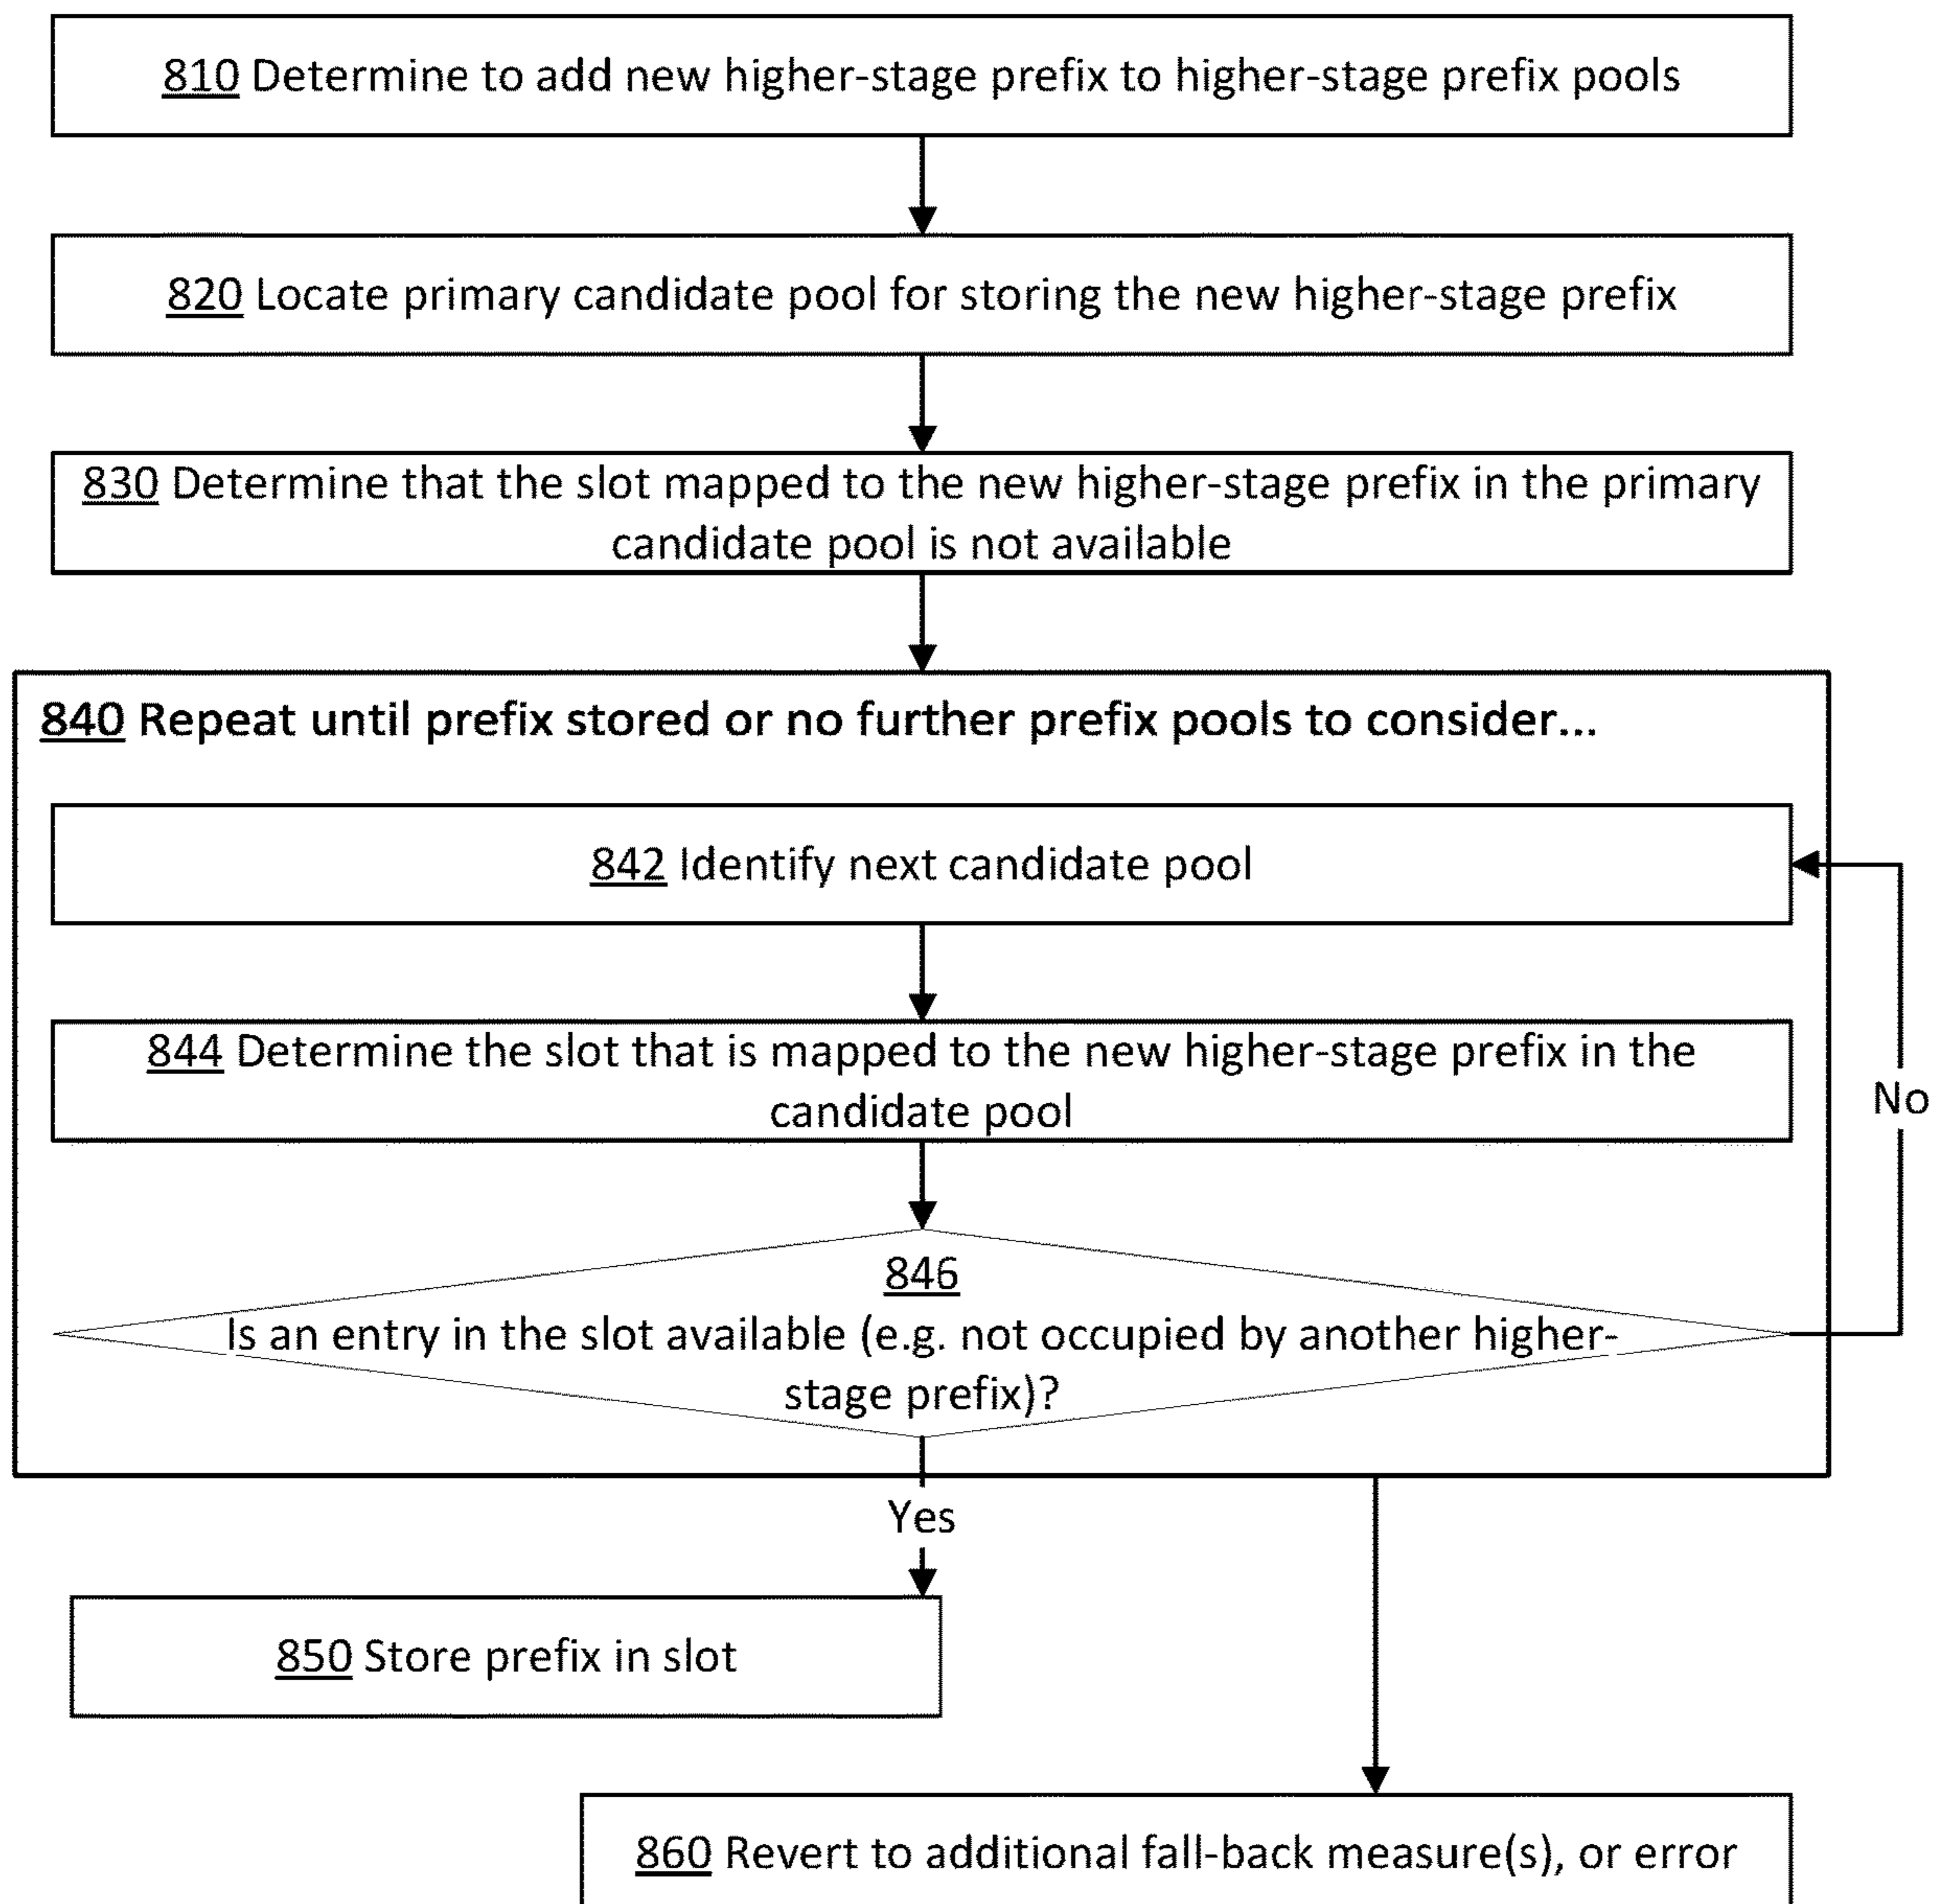 810 Determine to add new higher-stage prefix to higher-stage prefix pools
820 Locate primary candidate pool for storing the new higher-stage prefix
830 Determine that the slot mapped to the new higher-stage prefix in the primary
candidate pool is not available
840 Repeat until prefix stored or no further prefix pools to consider...
842 Identify next candidate pool
844 Determine the slot that is mapped to the new higher-stage prefix in the
candidate pool
No
846
Is an entry in the slot available (e.g. not occupied by another higher-
stage prefix)?
Yes
850 Store prefix in slot
860 Revert to additional fall-back measure(s), or error